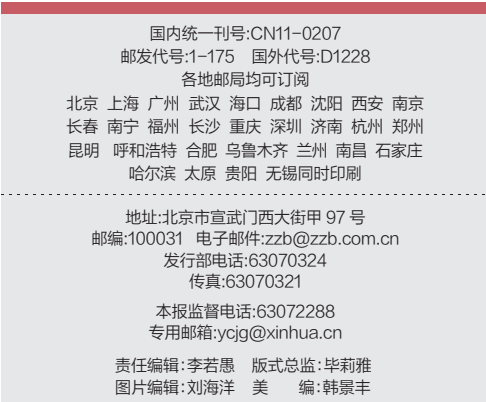 国内统一刊号:CN11-0207
邮发代号:1-175 国外代号:D1228
各地邮局均可订阅
北京 上海 广州 武汉 海口 成都 沈阳 西安 南京
长春 南宁 福州 长沙 重庆 深圳 济南 杭州 郑州
昆明 呼和浩特 合肥 乌鲁木齐 兰州 南昌 石家庄
哈尔滨 太原 贵阳 无锡同时印刷
地址:北京市宣武门西大街甲 97 号
邮编:100031 电子邮件:zzb@zzb.com.cn
发行部电话:63070324
传真:63070321
本报监督电话:63072288
专用邮箱:ycjg@xinhua.cn
责任编辑:李若愚 版式总监:毕莉雅
图片编辑:刘海洋 美 编:韩景丰